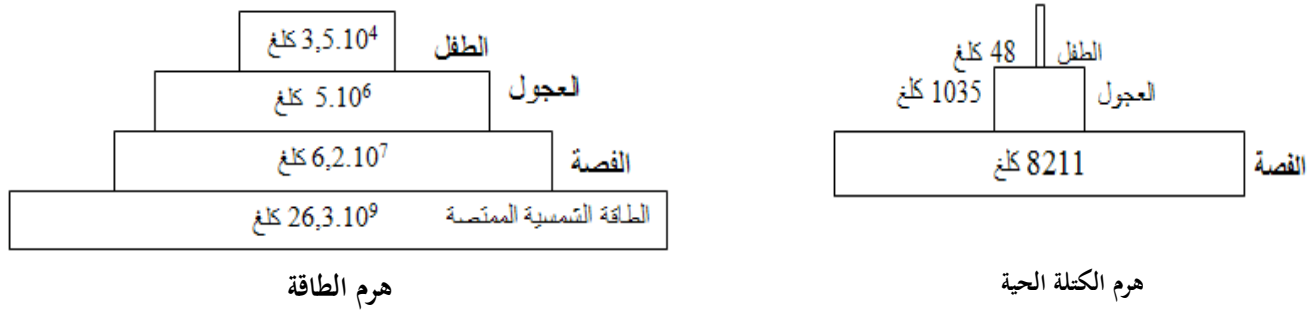 3,5.10⁴ كلغ الطفل
5.10⁶ كلغ العجول
6,2.10⁷ كلغ الفصة
الطاقة الشمسية الممتصة 26,3.10⁹ كلغ
هرم الطاقة
الطفل 48 كلغ
العجول 1035 كلغ
الفصة 8211 كلغ
هرم الكتلة الحية